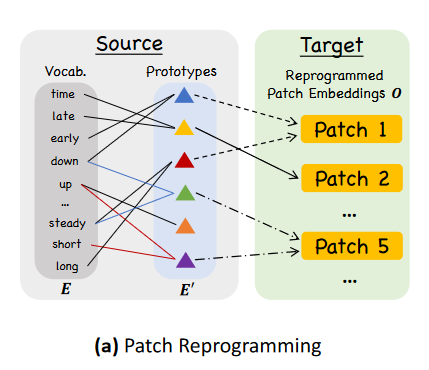 Source
Target
Vocab.
Prototypes
Reprogrammed
Patch Embeddings O
time
late
early
down
up
...
steady
short
long
E
E'
Patch 1
Patch 2
...
Patch 5
...
(a) Patch Reprogramming